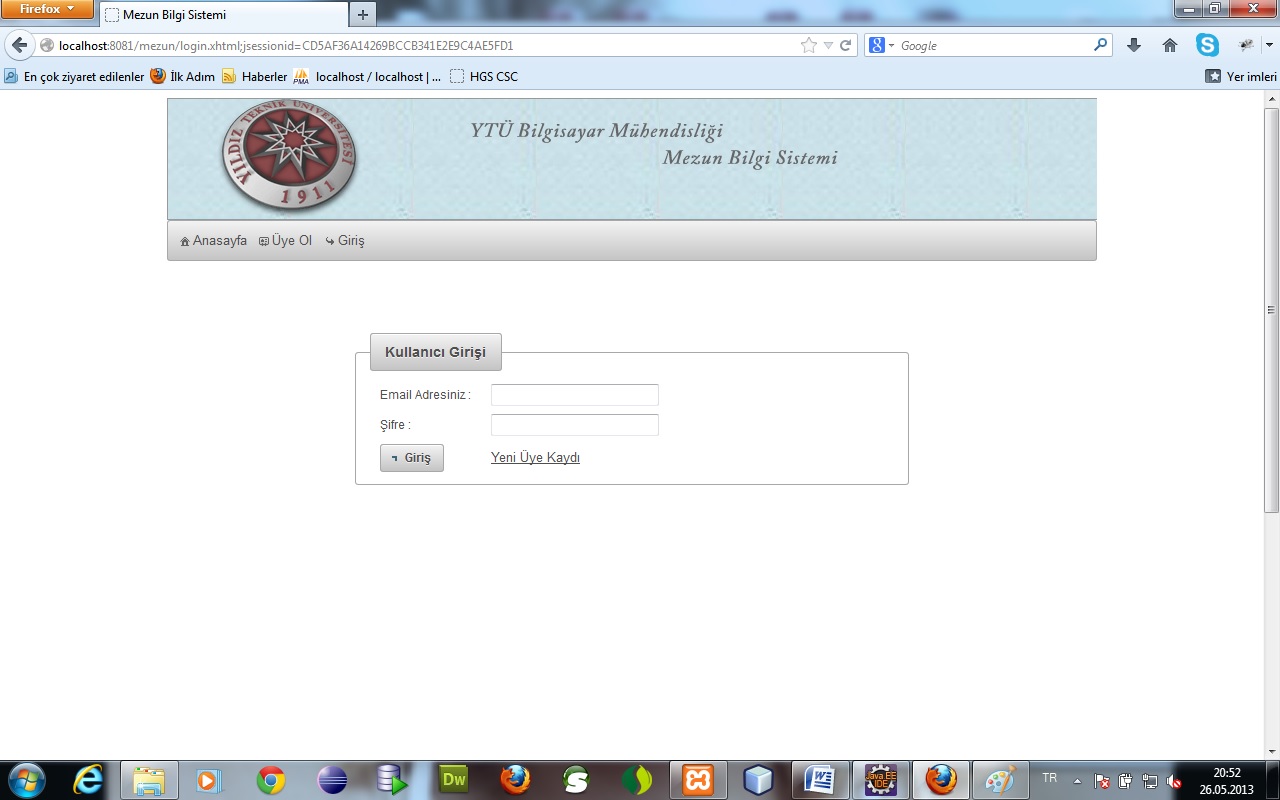 Firefox
Mezun Bilgi Sistemi
localhost:8081/mezun/login.xhtml;jsessionid=CD5AF36A14269BCCB341E2E9C4AE5FD1
Google
En çok ziyaret edilenler
İlk Adım
Haberler
localhost / localhost | ...
HGS CSC
Yer imleri
YILDIZ TEKNİK ÜNİVERSİTESİ
1911
YTÜ Bilgisayar Mühendisliği
Mezun Bilgi Sistemi
Anasayfa Üye Ol Giriş
Kullanıcı Girişi
Email Adresiniz :
Şifre :
Giriş Yeni Üye Kaydı
Dw
Java EE
IDE
TR
20:52
26.05.2013